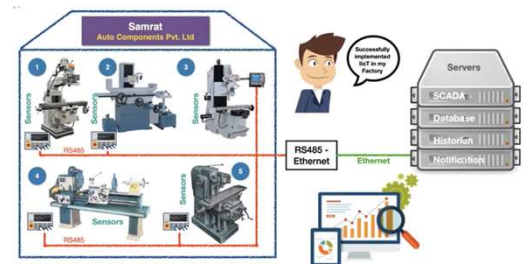 Samrat
Auto Components Pvt. Ltd
1
2
3
Sensors
Sensors
Sensors
RS485
4
5
Sensors
Sensors
RS485
Successfully
implemented
IIoT in my
Factory
RS485 -
Ethernet
Ethernet
Servers
SCADA
Database
Historian
Notification